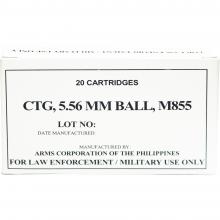 20 CARTRIDGES
CTG, 5.56 MM BALL, M855
LOT NO:
DATE MANUFACTURED:
MANUFACTURED BY
ARMS CORPORATION OF THE PHILIPPINES
FOR LAW ENFORCEMENT / MILITARY USE ONLY